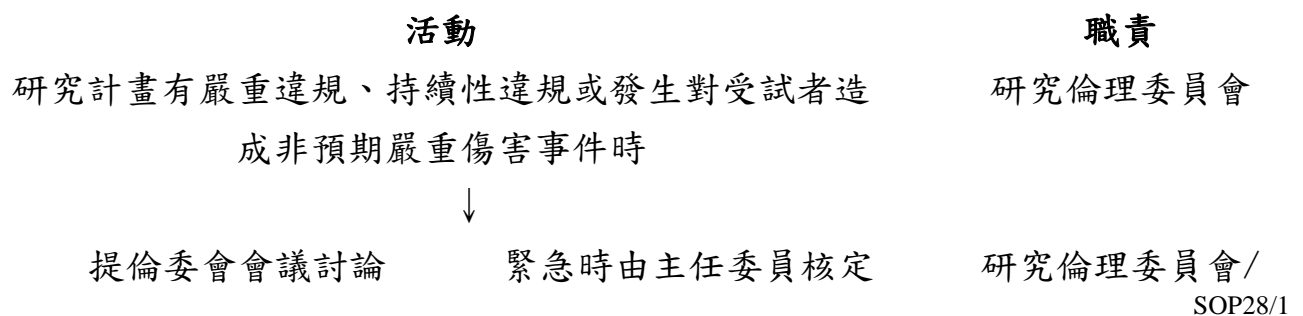 活動 職責
研究計畫有嚴重違規、持續性違規或發生對受試者造 研究倫理委員會
成非預期嚴重傷害事件時
↓
提倫委會會議討論 緊急時由主任委員核定 研究倫理委員會/
SOP28/1